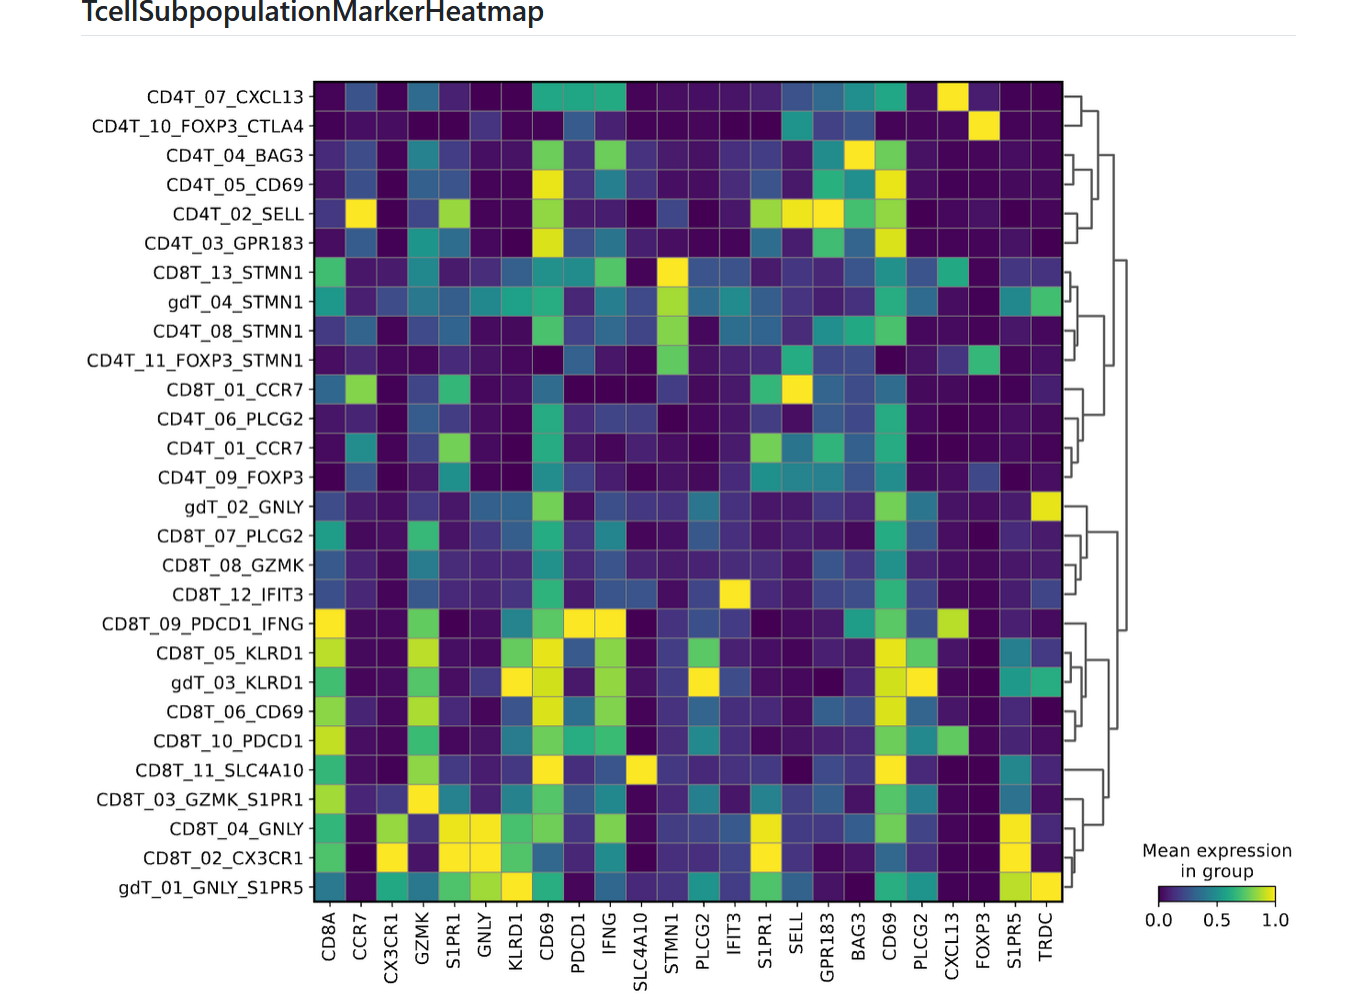 TcellSubpopulationMarkerHeatmap
CD4T_07_CXCL13
CD4T_10_FOXP3_CTLA4
CD4T_04_BAG3
CD4T_05_CD69
CD4T_02_SELL
CD4T_03_GPR183
CD8T_13_STMN1
gdT_04_STMN1
CD4T_08_STMN1
CD4T_11_FOXP3_STMN1
CD8T_01_CCR7
CD4T_06_PLCG2
CD4T_01_CCR7
CD4T_09_FOXP3
gdT_02_GNLY
CD8T_07_PLCG2
CD8T_08_GZMK
CD8T_12_IFIT3
CD8T_09_PDCD1_IFNG
CD8T_05_KLRD1
gdT_03_KLRD1
CD8T_06_CD69
CD8T_10_PDCD1
CD8T_11_SLC4A10
CD8T_03_GZMK_S1PR1
CD8T_04_GNLY
CD8T_02_CX3CR1
gdT_01_GNLY_S1PR5
CD8A
CCR7
CX3CR1
GZMK
S1PR1
GNLY
KLRD1
CD69
PDCD1
IFNG
SLC4A10
STMN1
PLCG2
IFIT3
S1PR1
SELL
GPR183
BAG3
CD69
PLCG2
CXCL13
FOXP3
S1PR5
TRDC
Mean expression
in group
0.0 0.5 1.0